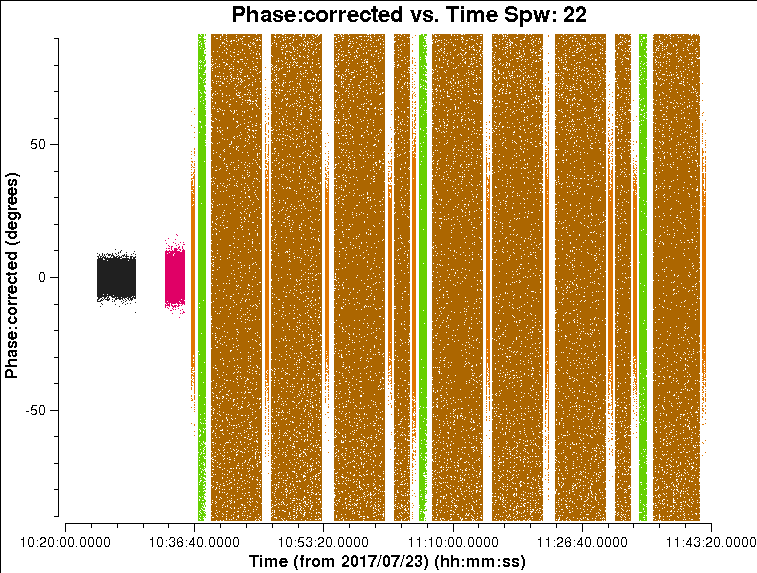 Phase:corrected vs. Time Spw: 22
Phase:corrected (degrees)
50
0
-50
10:20:00.0000 10:36:40.0000 10:53:20.0000 11:10:00.0000 11:26:40.0000 11:43:20.0000
Time (from 2017/07/23) (hh:mm:ss)